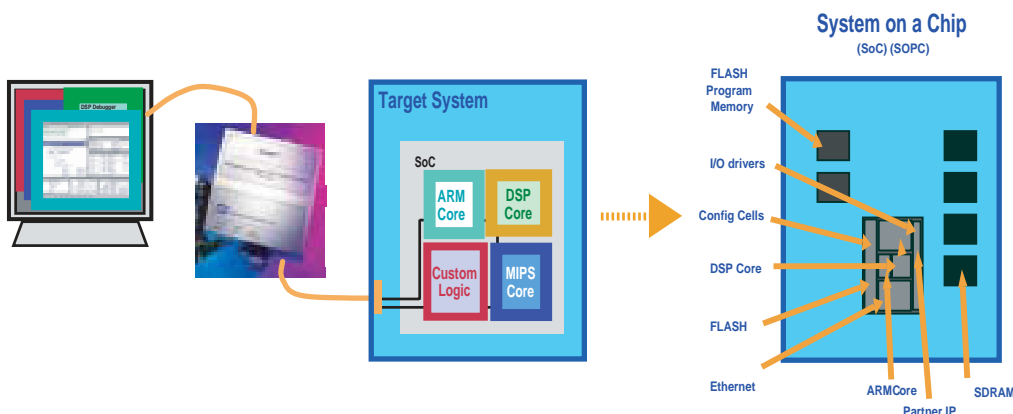 System on a Chip
(SoC) (SOPC)
DSP Debugger
Target System
SoC
ARM
Core
DSP
Core
Custom
Logic
MIPS
Core
FLASH
Program
Memory
I/O drivers
Config Cells
DSP Core
FLASH
Ethernet
ARMCore
Partner IP
SDRAM